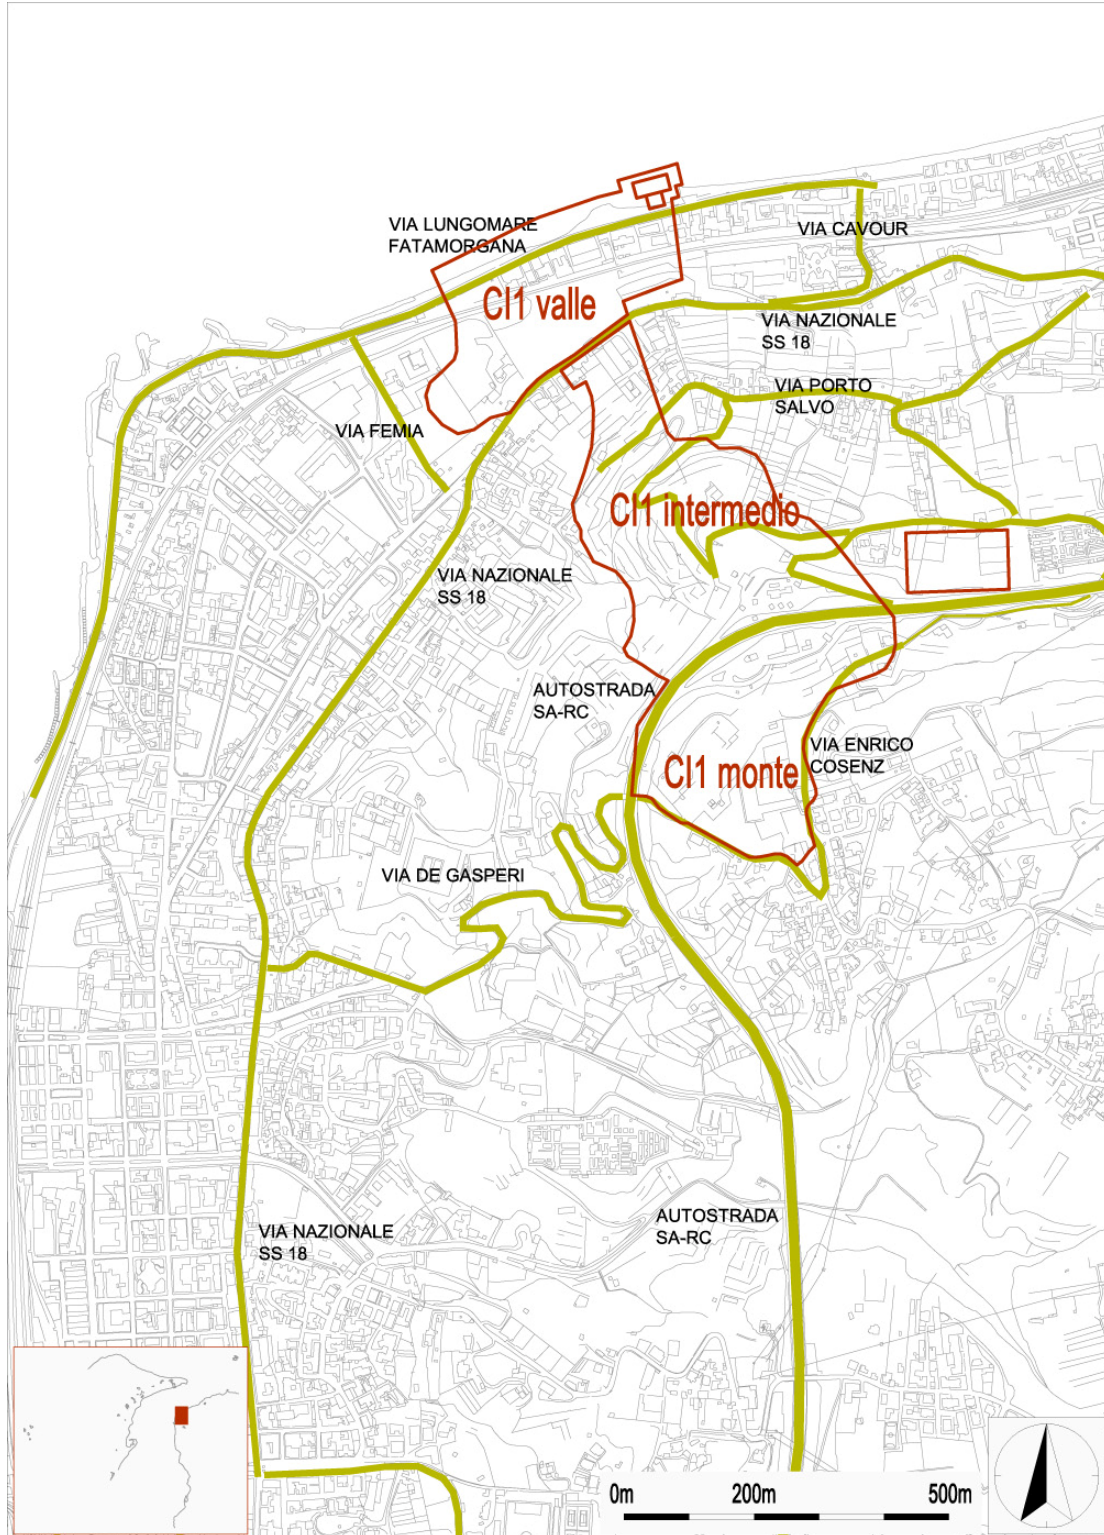 VIA LUNGOMARE
FATAMORGANA
VIA CAVOUR
CI1 valle
VIA NAZIONALE
SS 18
VIA PORTO
SALVO
VIA FEMIA
CI1 intermedio
VIA NAZIONALE
SS 18
AUTOSTRADA
SA-RC
VIA ENRICO
COSENZ
CI1 monte
VIA DE GASPERI
AUTOSTRADA
SA-RC
VIA NAZIONALE
SS 18
0m 200m 500m